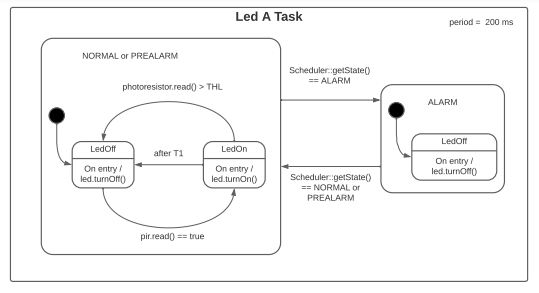 Led A Task
period =  200 ms
NORMAL or PREALARM
photoresistor.read() > THL
LedOff
On entry /
led.turnOff()
after T1
LedOn
On entry /
led.turnOn()
pir.read() == true
Scheduler::getState()
== ALARM
Scheduler::getState()
== NORMAL or
PREALARM
ALARM
LedOff
On entry /
led.turnOff()